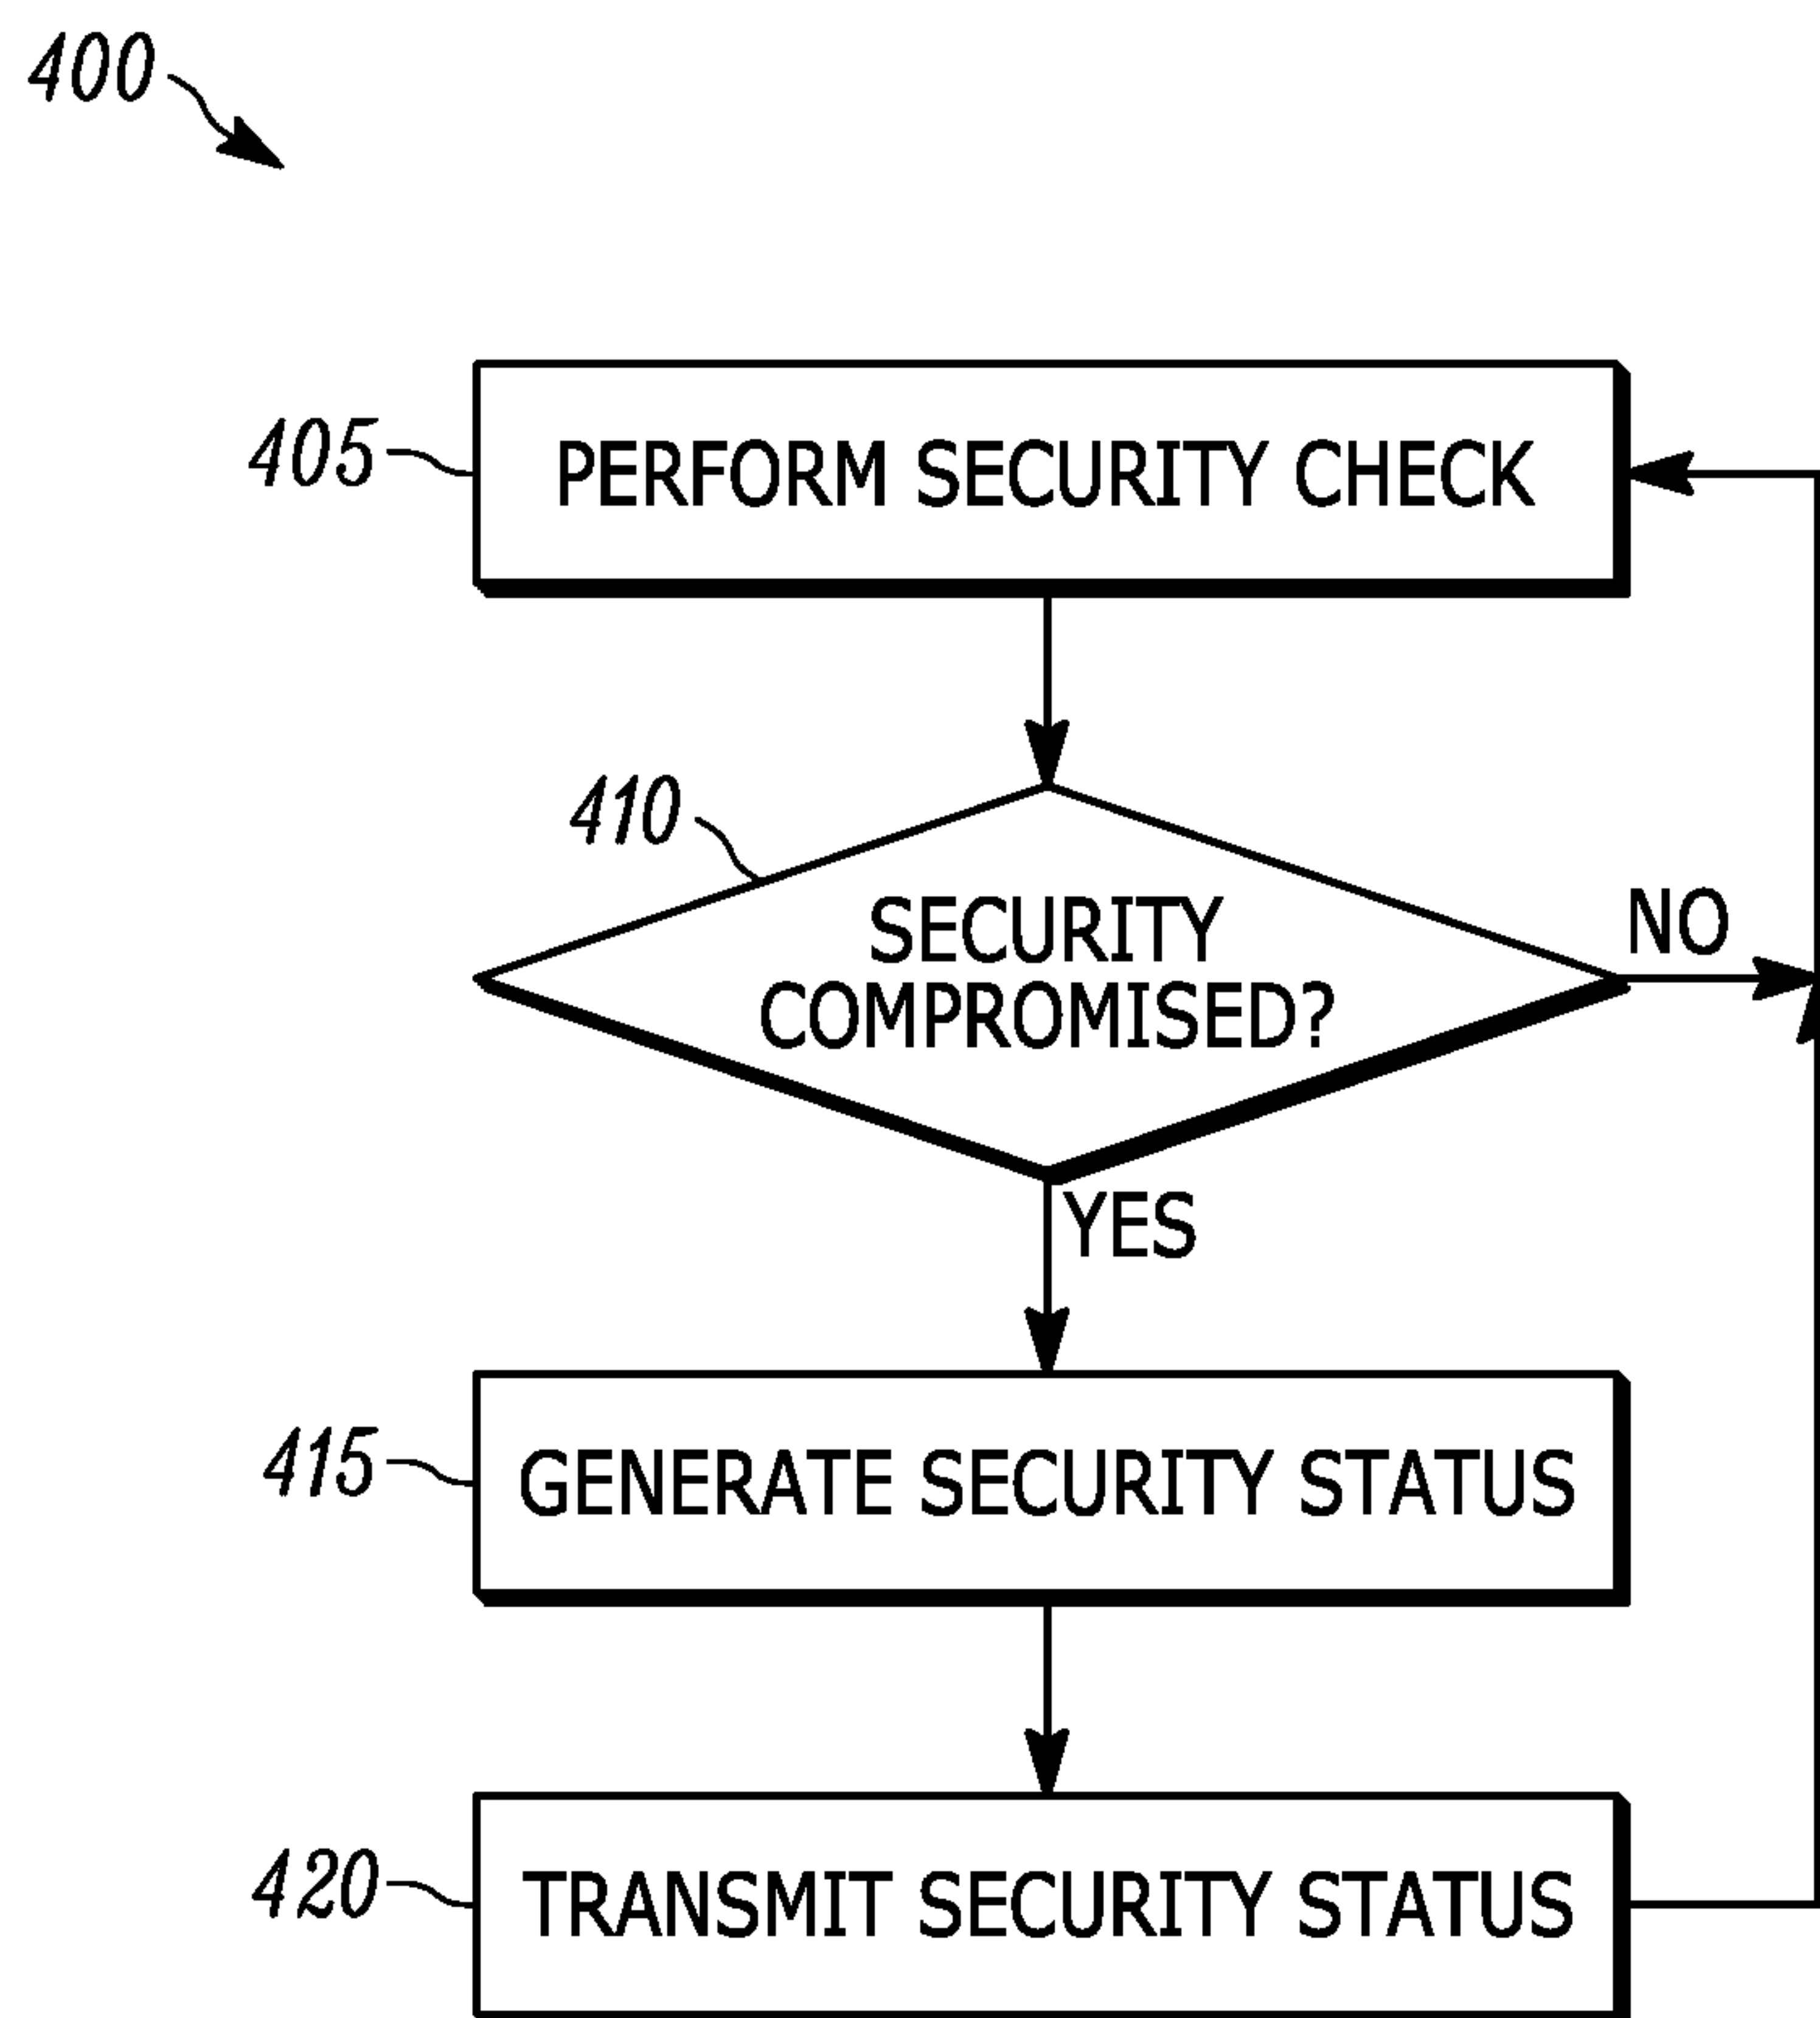 400
405
PERFORM SECURITY CHECK
410
SECURITY
COMPROMISED?
NO
YES
415
GENERATE SECURITY STATUS
420
TRANSMIT SECURITY STATUS